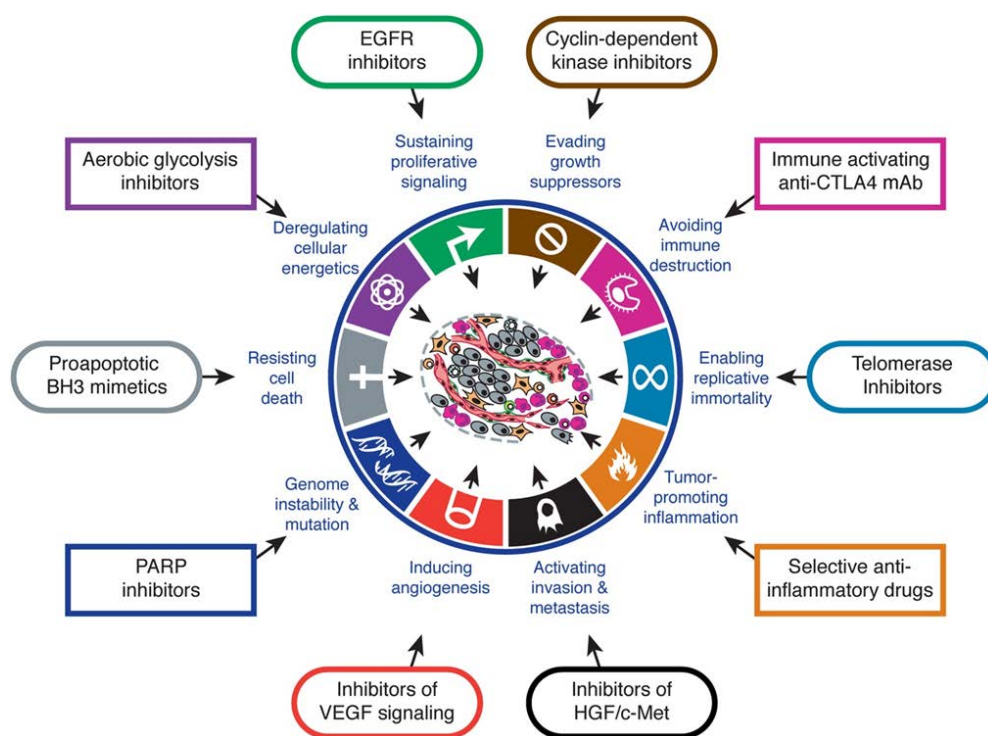 EGFR
inhibitors
Cyclin-dependent
kinase inhibitors
Sustaining
proliferative
signaling
Evading
growth
suppressors
Aerobic glycolysis
inhibitors
Immune activating
anti-CTLA4 mAb
Deregulating
cellular
energetics
Avoiding
immune
destruction
Proapoptotic
BH3 mimetics
Resisting
cell
death
Enabling
replicative
immortality
Telomerase
Inhibitors
Genome
instability &
mutation
Tumor-
promoting
inflammation
PARP
inhibitors
Inducing
angiogenesis
Activating
invasion &
metastasis
Selective anti-
inflammatory drugs
Inhibitors of
VEGF signaling
Inhibitors of
HGF/c-Met